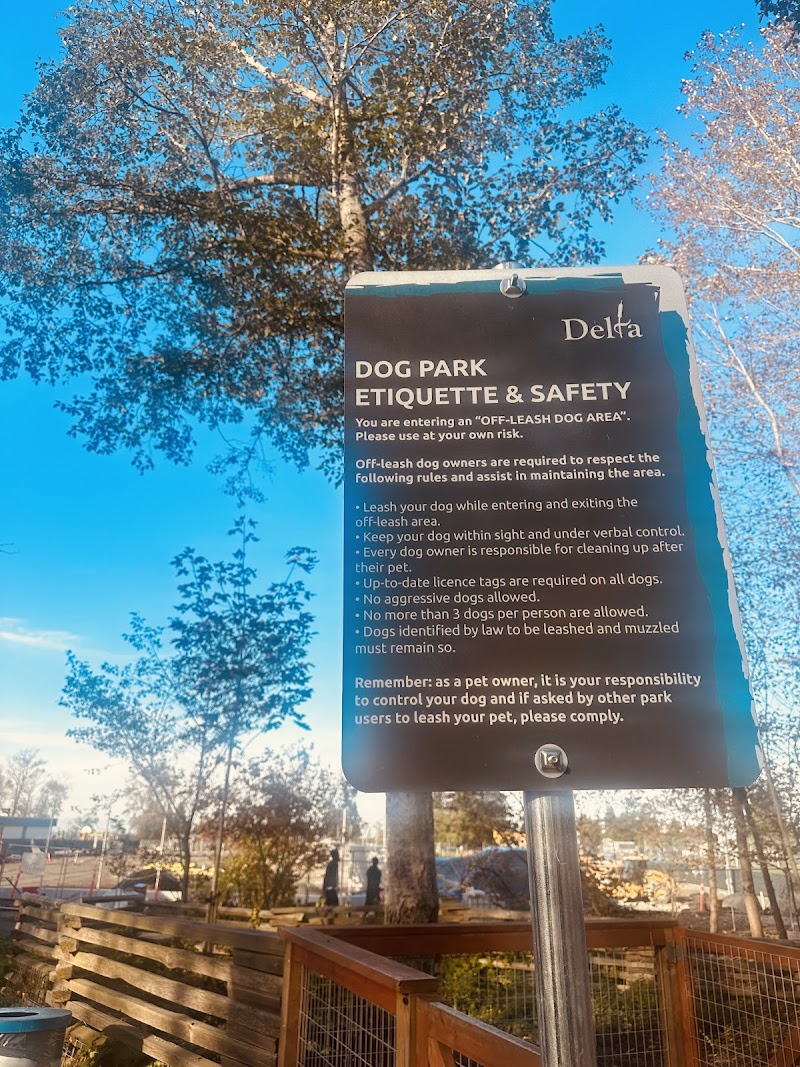 Delta
DOG PARK
ETIQUETTE & SAFETY
You are entering an “OFF-LEASH DOG AREA”.
Please use at your own risk.
Off-leash dog owners are required to respect the
following rules and assist in maintaining the area.
• Leash your dog while entering and exiting the
off-leash area.
• Keep your dog within sight and under verbal control.
• Every dog owner is responsible for cleaning up after
their pet.
• Up-to-date licence tags are required on all dogs.
• No aggressive dogs allowed.
• No more than 3 dogs per person are allowed.
• Dogs identified by law to be leashed and muzzled
must remain so.
Remember: as a pet owner, it is your responsibility
to control your dog and if asked by other park
users to leash your pet, please comply.